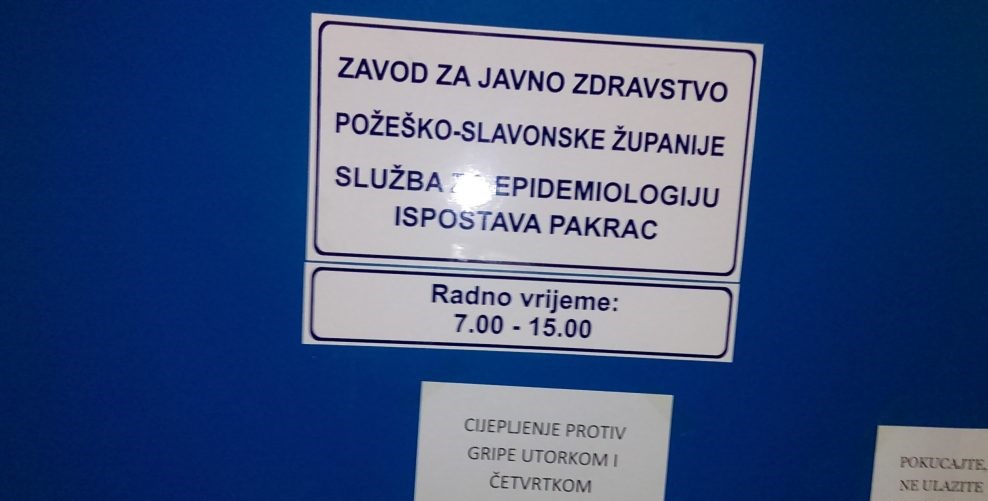 ZAVOD ZA JAVNO ZDRAVSTVO
POŽEŠKO-SLAVONSKE ŽUPANIJE
SLUŽBA EPIDEMIOLOGIJU
ISPOSTAVA PAKRAC
Radno vrijeme:
7.00 - 15.00
CIJEPLJENJE PROTIV
GRIPE UTORKOM I
ČETVRTKOM
POKUCAJTE,
NE ULAZITE